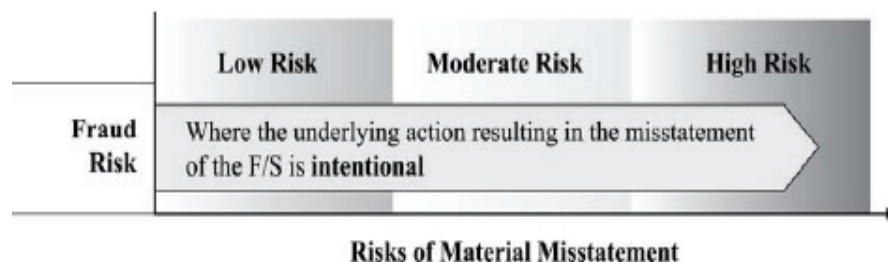 Low Risk Moderate Risk High Risk
Fraud
Risk
Where the underlying action resulting in the misstatement
of the F/S is intentional
Risks of Material Misstatement